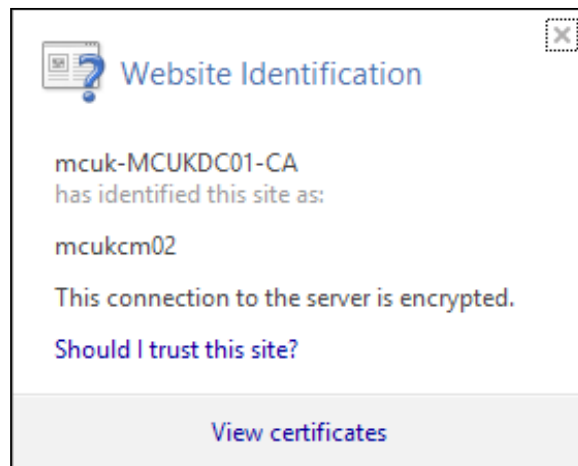 Website Identification
mcuk-MCUKDC01-CA
has identified this site as:
mcukcm02
This connection to the server is encrypted.
Should I trust this site?
View certificates